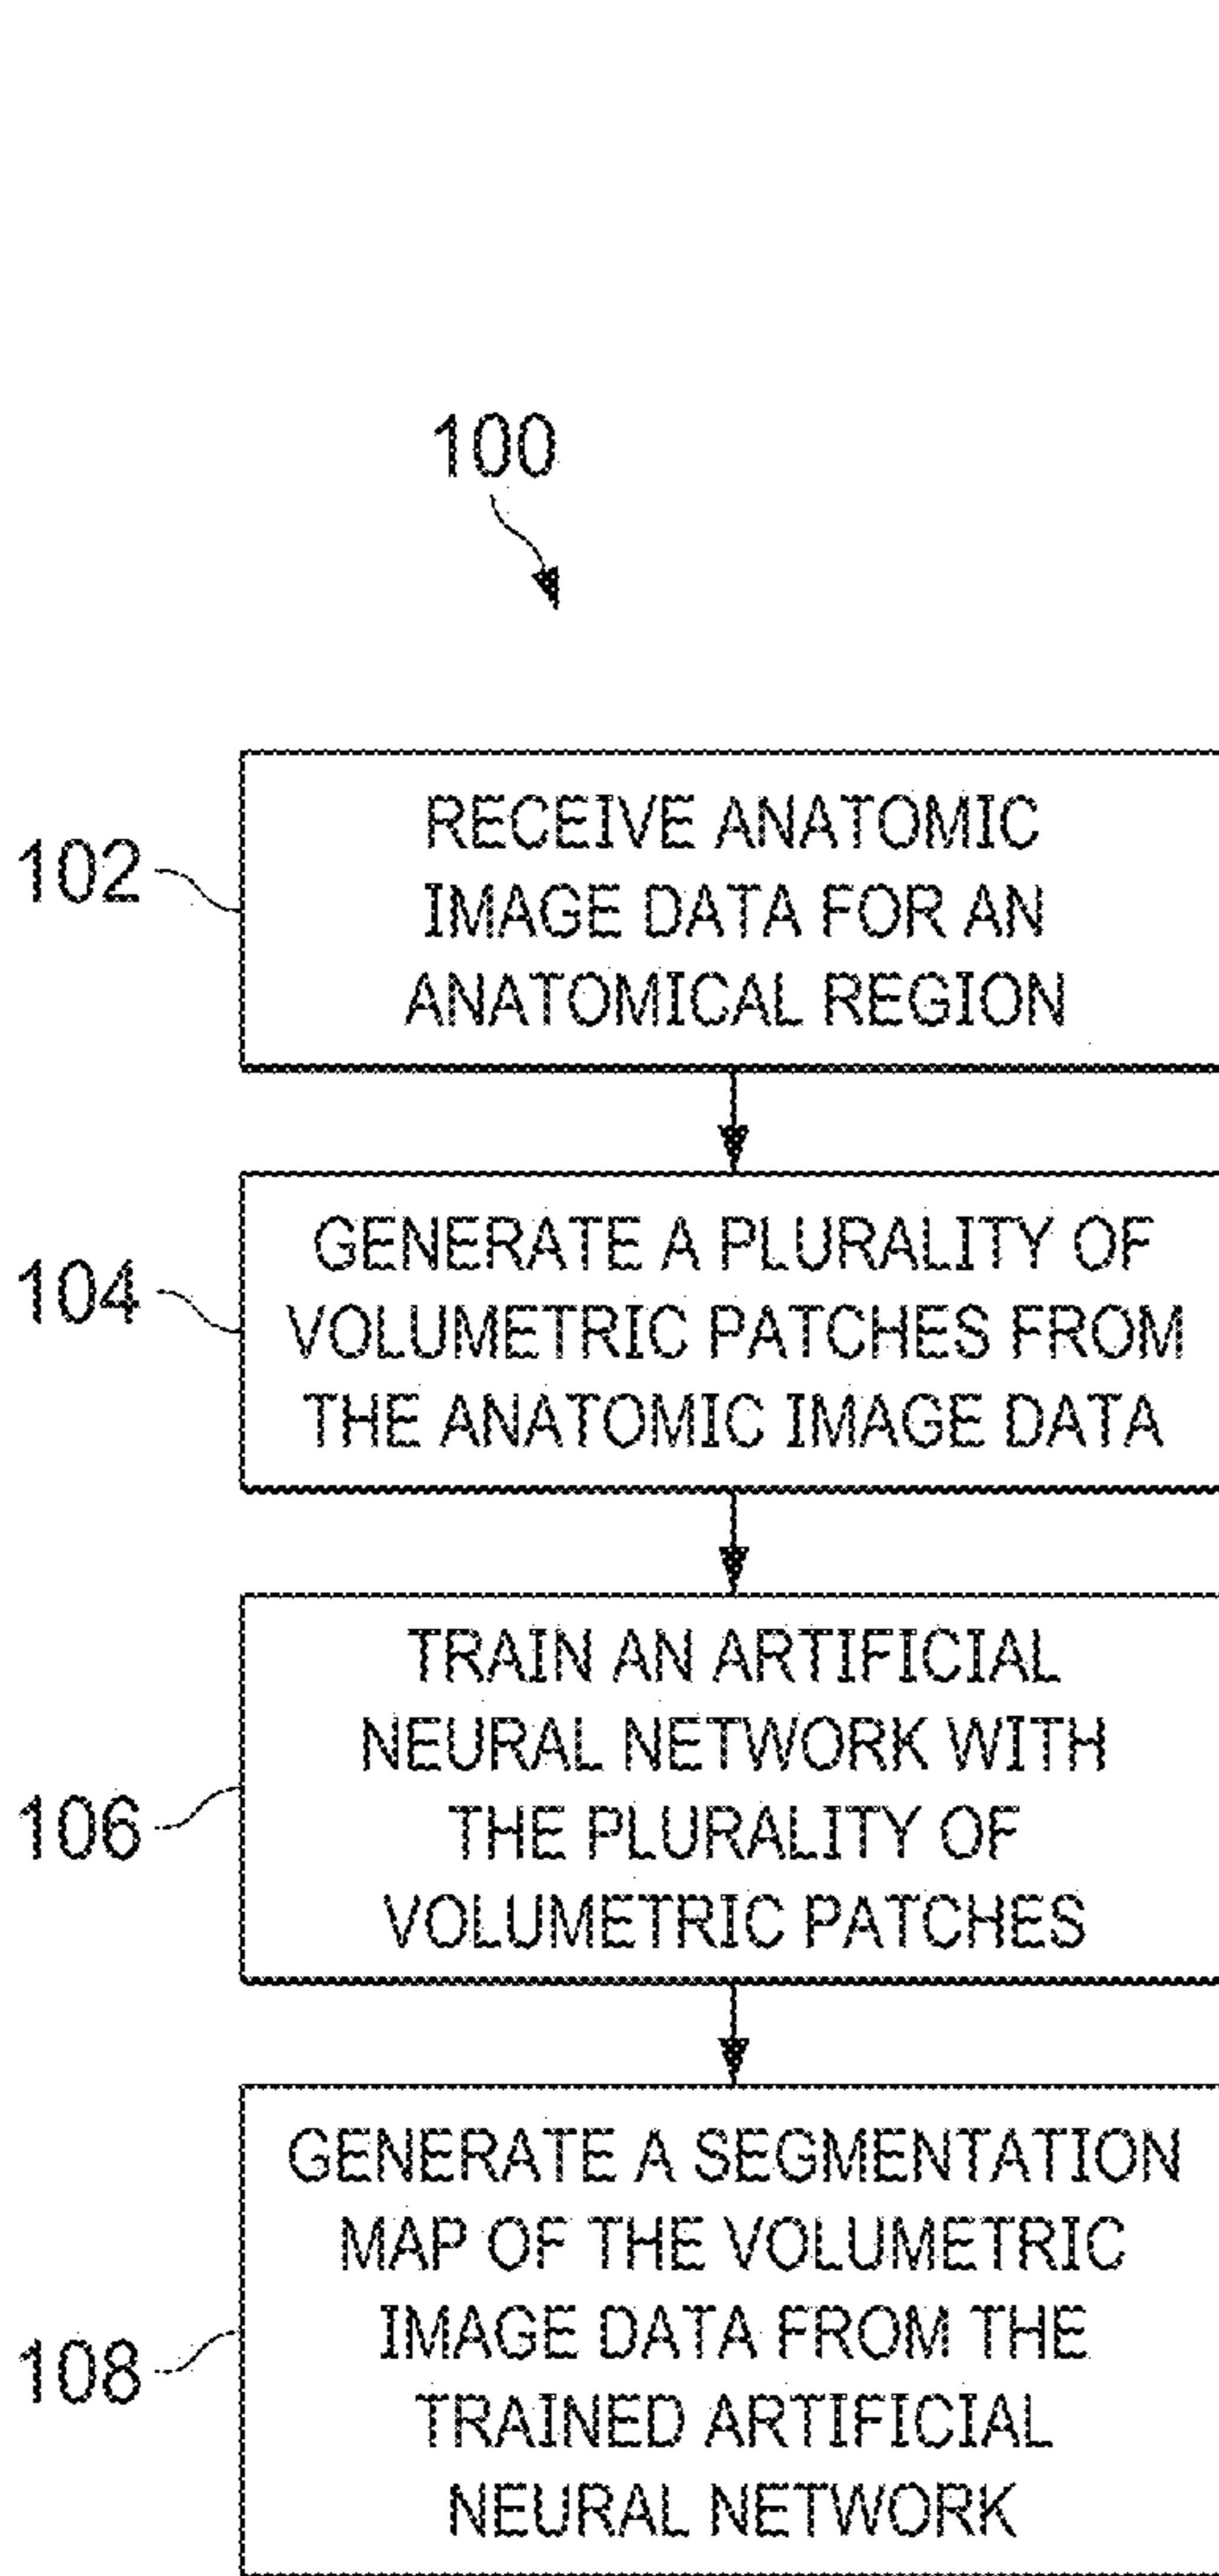 100
102
RECEIVE ANATOMIC
IMAGE DATA FOR AN
ANATOMICAL REGION
104
GENERATE A PLURALITY OF
VOLUMETRIC PATCHES FROM
THE ANATOMIC IMAGE DATA
106
TRAIN AN ARTIFICIAL
NEURAL NETWORK WITH
THE PLURALITY OF
VOLUMETRIC PATCHES
108
GENERATE A SEGMENTATION
MAP OF THE VOLUMETRIC
IMAGE DATA FROM THE
TRAINED ARTIFICIAL
NEURAL NETWORK